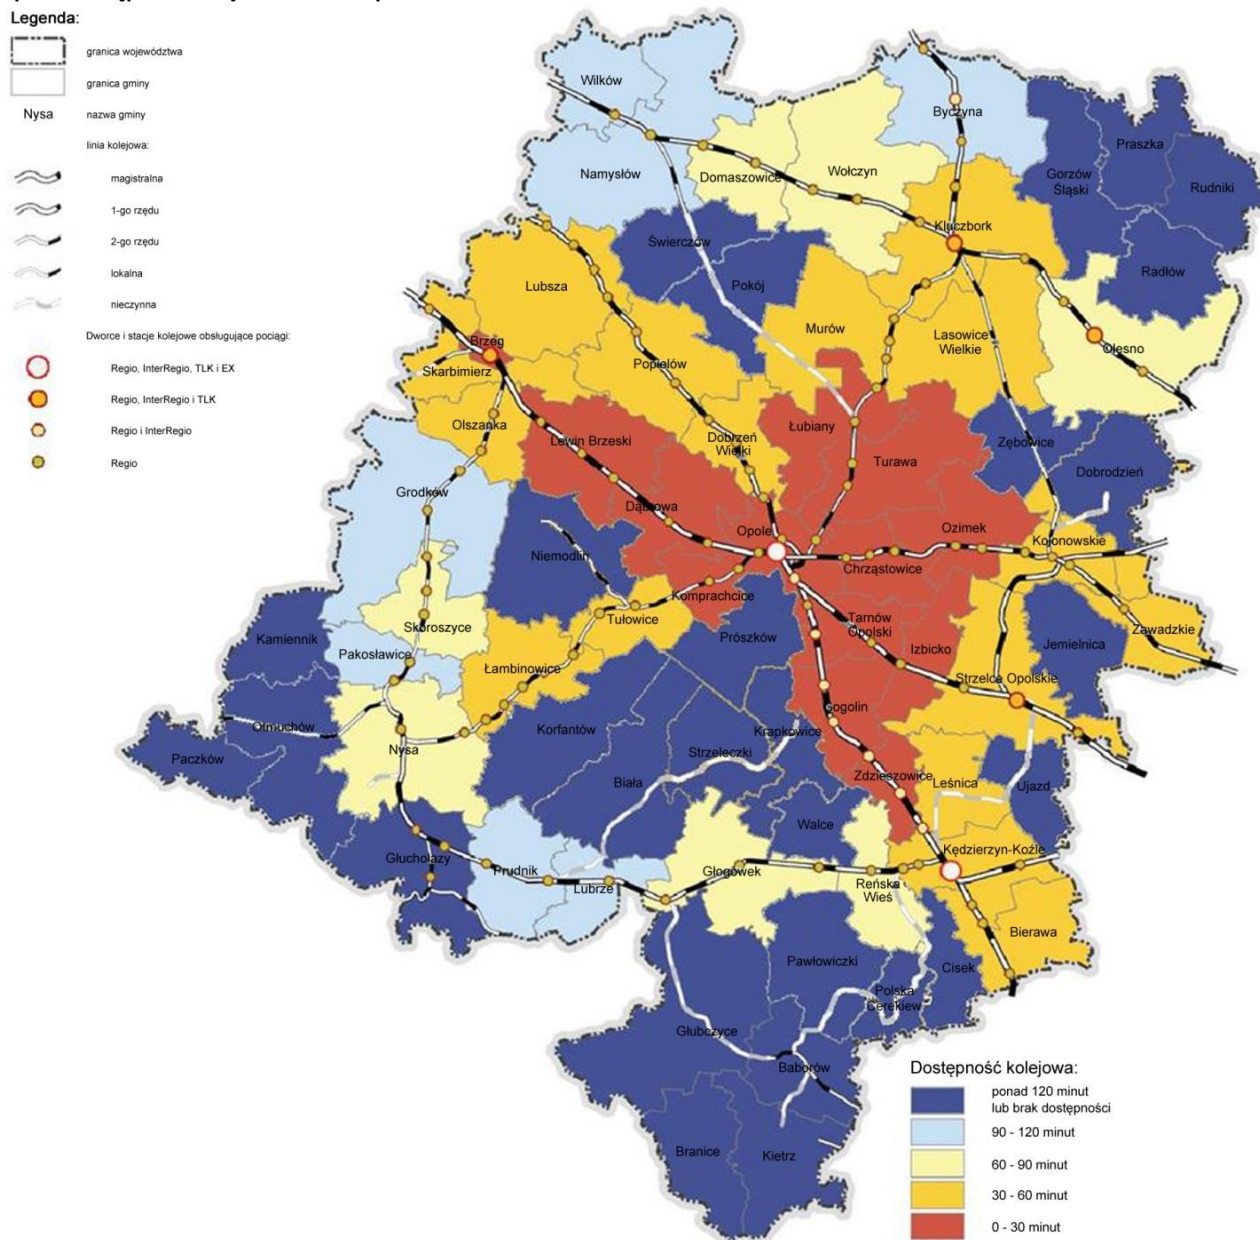 Legenda:
granica województwa
granica gminy
Nysa
nazwa gminy
linia kolejowa:
magistralna
1-go rzędu
2-go rzędu
lokalna
nieczynna
Dworce i stacje kolejowe obsługujące pociągi:
Regio, InterRegio, TLK i EX
Regio, InterRegio i TLK
Regio i InterRegio
Regio
Wilków
Byczyna
Praszka
Namysłów
Domaszowice
Wołczyn
Gorzów
Śląski
Rudniki
Świerczów
Kluczbork
Radłów
Pokój
Lubsza
Murów
Lasowice
Wielkie
Olesno
Brzeg
Skarbimierz
Popielów
Olszanka
Lewin Brzeski
Dobrzeń
Wielki
Łubiany
Turawa
Zębowice
Dobrodzień
Grodków
Dąbrowa
Opole
Ozimek
Kolonowskie
Niemodlin
Chrząstowice
Komprachcice
Tułowice
Tarnów
Opolski
Zawadzkie
Kamiennik
Skoroszyce
Prószków
Izbicko
Jemielnica
Pakosławice
Łambinowice
Strzelce Opolskie
Gogolin
Otmuchów
Korfantów
Krapkowice
Paczków
Nysa
Strzeleczki
Biała
Zdzieszowice
Leśnica
Ujazd
Walce
Głuchołazy
Prudnik
Lubrze
Głogówek
Reńska
Wieś
Kędzierzyn-Koźle
Bierawa
Pawłowiczki
Cisek
Polska
Cerekiew
Głubczyce
Baborów
Branice
Kietrz
Dostępność kolejowa:
ponad 120 minut
lub brak dostępności
90 - 120 minut
60 - 90 minut
30 - 60 minut
0 - 30 minut